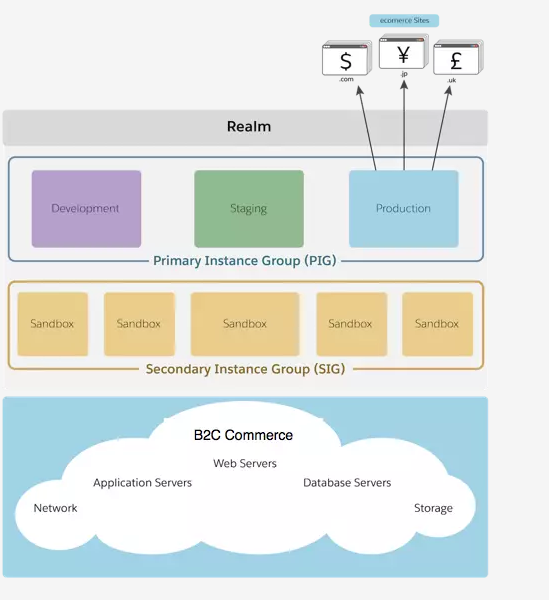 ecomerce Sites
$
¥
£
.com
.jp
.uk
Realm
Development
Staging
Production
Primary Instance Group (PIG)
Sandbox
Sandbox
Sandbox
Sandbox
Sandbox
Secondary Instance Group (SIG)
B2C Commerce
Web Servers
Application Servers
Database Servers
Network
Storage